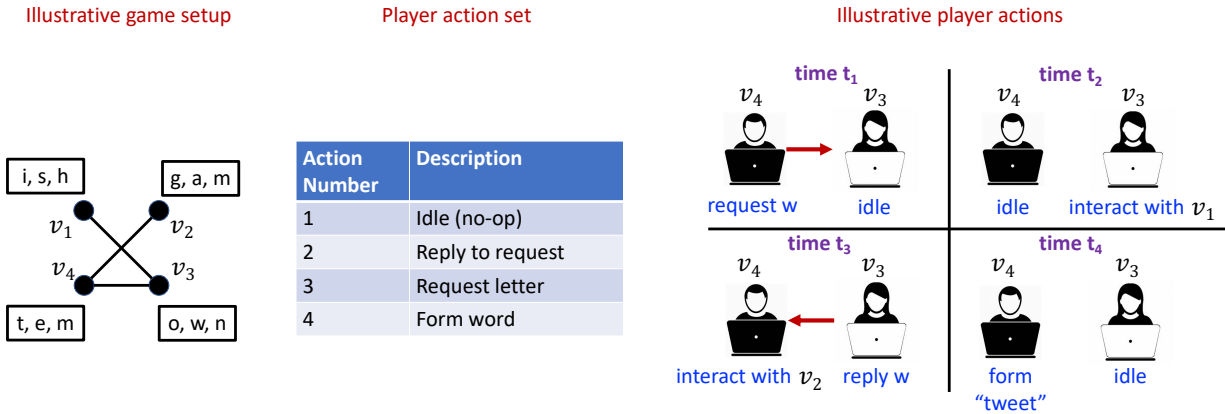 Illustrative game setup
Player action set
Illustrative player actions
i, s, h
g, a, m
v₁
v₂
v₄
v₃
t, e, m
o, w, n
Action Number
Description
1
Idle (no-op)
2
Reply to request
3
Request letter
4
Form word
time t₁
v₄
v₃
request w
idle
time t₂
v₄
v₃
idle
interact with v₁
time t₃
v₄
v₃
interact with v₂
reply w
time t₄
v₄
v₃
form
“tweet”
idle